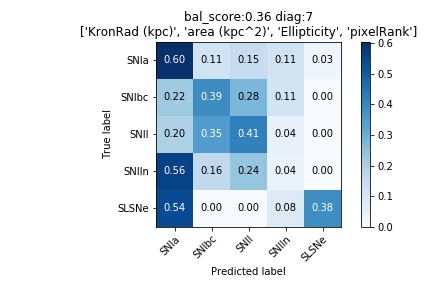 bal_score:0.36 diag:7
['KronRad (kpc)', 'area (kpc^2)', 'Ellipticity', 'pixelRank']
SNIa 0.60 0.11 0.15 0.11 0.03
SNIbc 0.22 0.39 0.28 0.11 0.00
SNII 0.20 0.35 0.41 0.04 0.00
SNIIn 0.56 0.16 0.24 0.04 0.00
SLSNe 0.54 0.00 0.00 0.08 0.38
SNIa SNIbc SNII SNIIn SLSNe
True label
Predicted label
0.6
0.5
0.4
0.3
0.2
0.1
0.0